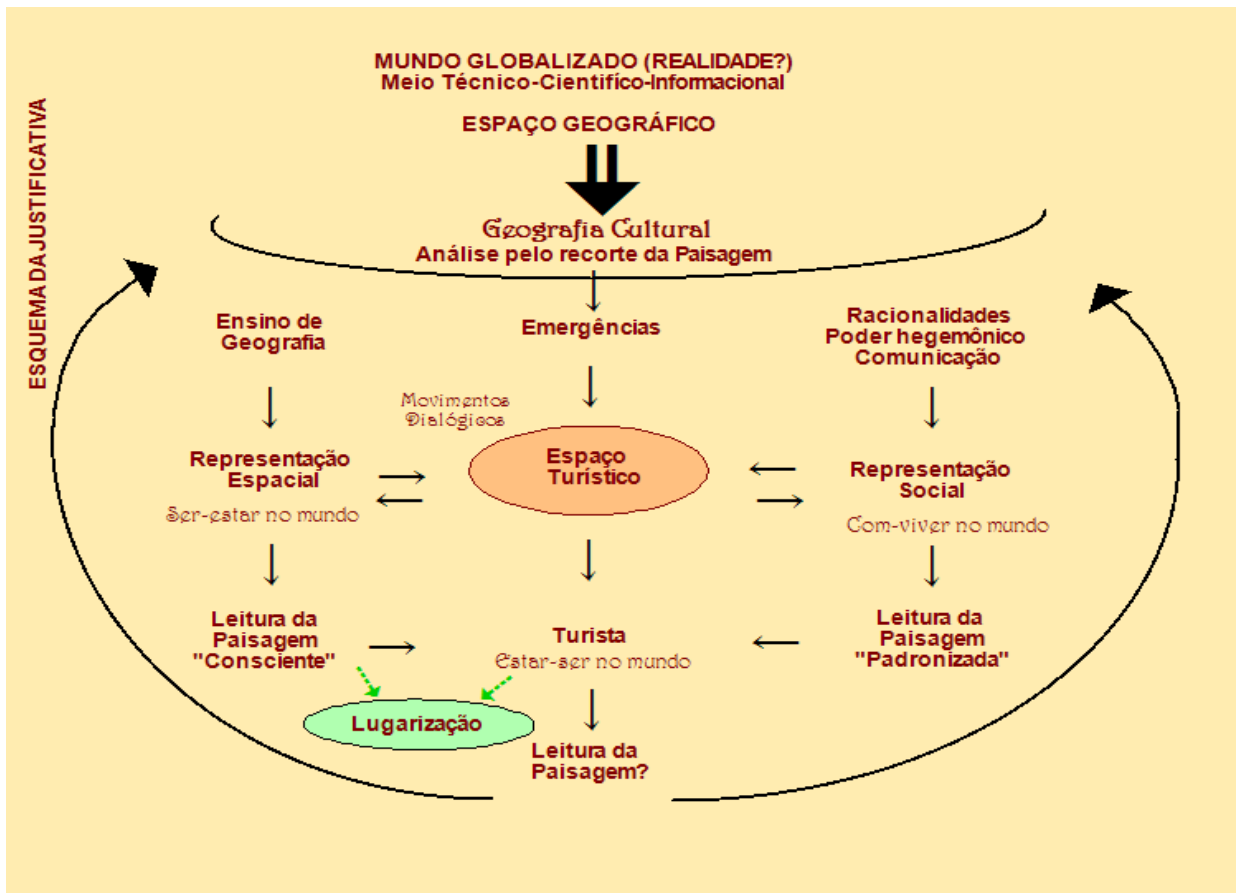 MUNDO GLOBALIZADO (REALIDADE?)
Meio Técnico-Científico-Informacional
ESPAÇO GEOGRÁFICO
ESQUEMA DA JUSTIFICATIVA
Geografia Cultural
Análise pelo recorte da Paisagem
Ensino de
Geografia
Emergências
Racionalidades
Poder hegemônico
Comunicação
Movimentos
Dialógicos
Representação
Espacial
Ser-estar no mundo
Espaço
Turístico
Representação
Social
Com-viver no mundo
Leitura da
Paisagem
"Consciente"
Turista
Estar-ser no mundo
Leitura da
Paisagem
"Padronizada"
Lugarização
Leitura da
Paisagem?